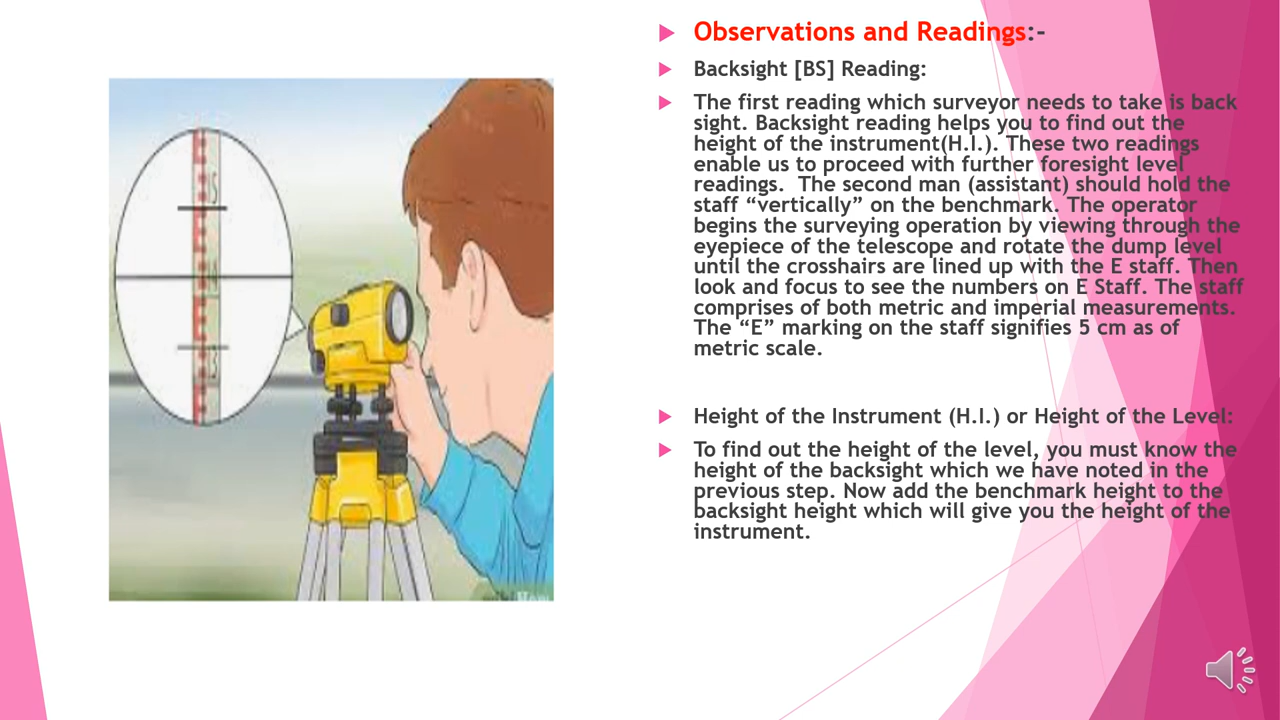 Observations and Readings:-
Backsight [BS] Reading:
The first reading which surveyor needs to take is back
sight. Backsight reading helps you to find out the
height of the instrument(H.I.). These two readings
enable us to proceed with further foresight level
readings.  The second man (assistant) should hold the
staff “vertically” on the benchmark. The operator
begins the surveying operation by viewing through the
eyepiece of the telescope and rotate the dump level
until the crosshairs are lined up with the E staff. Then
look and focus to see the numbers on E Staff. The staff
comprises of both metric and imperial measurements.
The “E” marking on the staff signifies 5 cm as of
metric scale.
Height of the Instrument (H.I.) or Height of the Level:
To find out the height of the level, you must know the
height of the backsight which we have noted in the
previous step. Now add the benchmark height to the
backsight height which will give you the height of the
instrument.